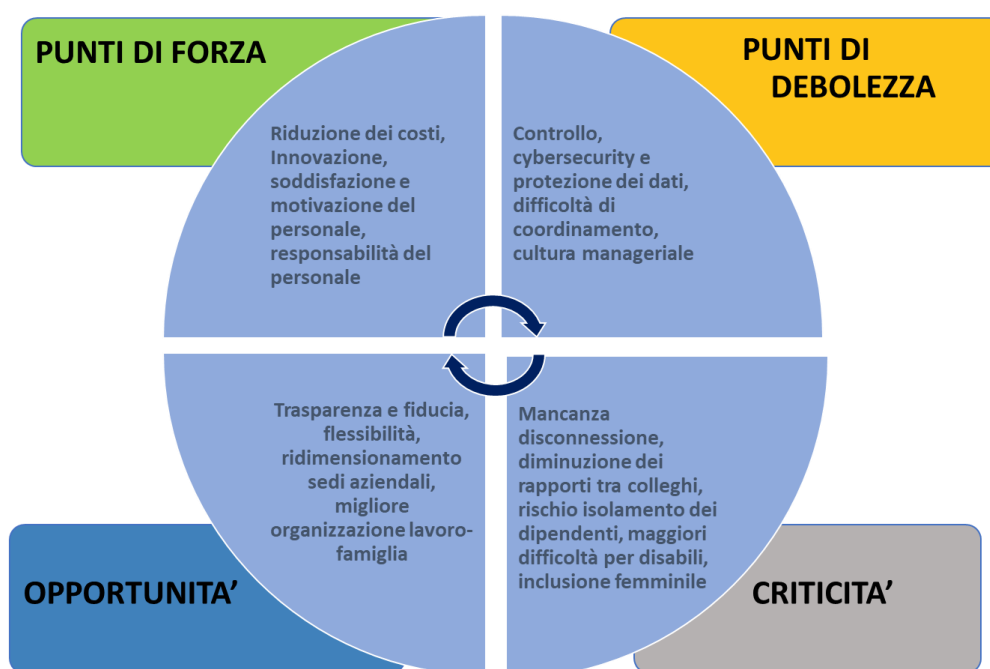 PUNTI DI FORZA
Riduzione dei costi,
Innovazione,
soddisfazione e
motivazione del
personale,
responsabilità del
personale
PUNTI DI
DEBOLEZZA
Controllo,
cybersecurity e
protezione dei dati,
difficoltà di
coordinamento,
cultura manageriale
Trasparenza e fiducia,
flessibilità,
ridimensionamento
sedi aziendali,
migliore
organizzazione lavoro-
famiglia
OPPORTUNITA’
Mancanza
disconnessione,
diminuzione dei
rapporti tra colleghi,
rischio isolamento dei
dipendenti, maggiori
difficoltà per disabili,
inclusione femminile
CRITICITA’